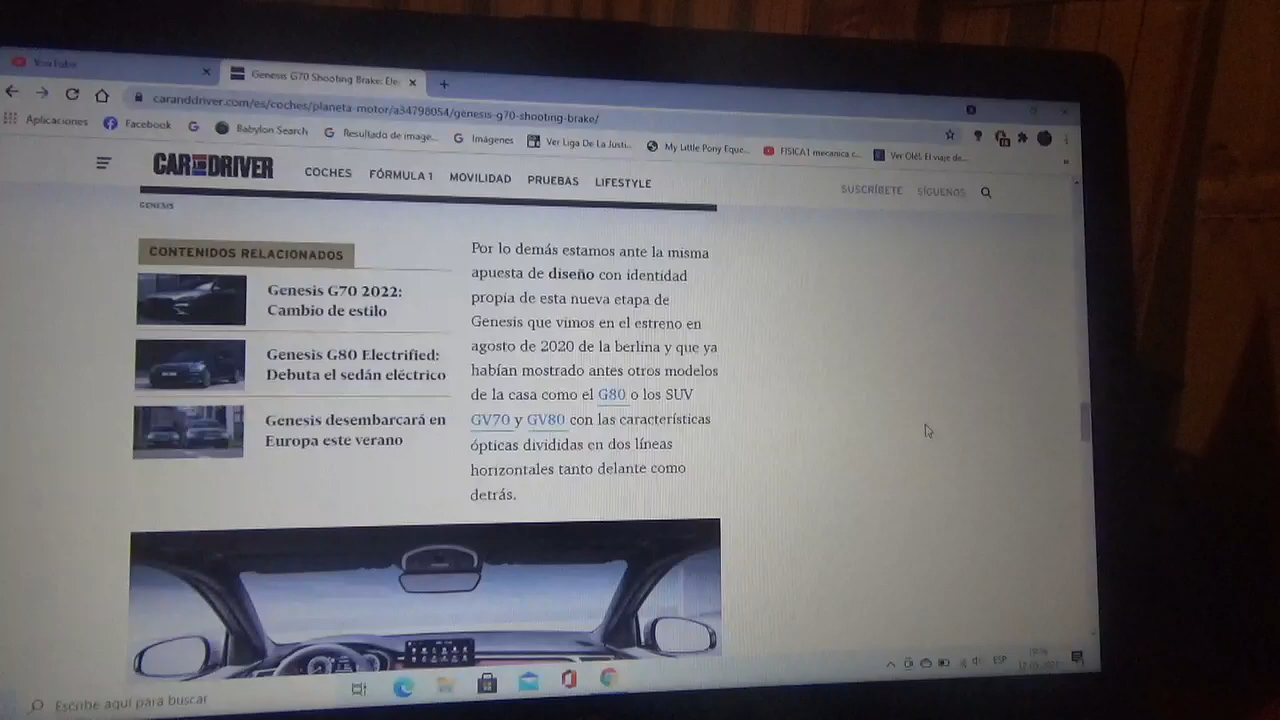 YouTube
Genesis G70 Shooting Brake: Ele
caranddriver.com/es/coches/planeta-motor/a34798054/genesis-g70-shooting-brake/
Aplicaciones
Facebook
Babylon Search
Resultado de image...
Imágenes
Ver Liga De La Justi...
My Little Pony Eque...
FISICA1 mecanica c...
Ver Olé! El viaje de...
CAR AND DRIVER
COCHES
FÓRMULA 1
MOVILIDAD
PRUEBAS
LIFESTYLE
SUSCRÍBETE
SÍGUENOS
GENESIS
CONTENIDOS RELACIONADOS
Genesis G70 2022:
Cambio de estilo
Genesis G80 Electrified:
Debuta el sedán eléctrico
Genesis desembarcará en
Europa este verano
Por lo demás estamos ante la misma
apuesta de diseño con identidad
propia de esta nueva etapa de
Genesis que vimos en el estreno en
agosto de 2020 de la berlina y que ya
habían mostrado antes otros modelos
de la casa como el G80 o los SUV
GV70 y GV80 con las características
ópticas divididas en dos líneas
horizontales tanto delante como
detrás.
Escribe aquí para buscar
ESP